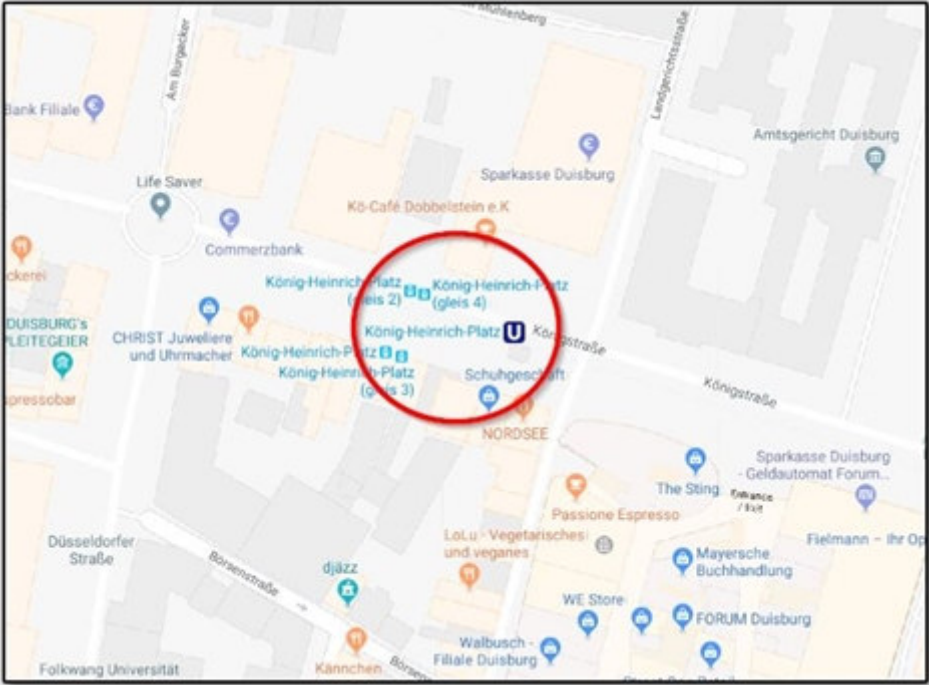 Mühlenberg
Am Burgacker
Landgerichtsstraße
Bank Filiale
Amtsgericht Duisburg
Sparkasse Duisburg
Life Saver
Kö-Café Dobbelstein e.K
Commerzbank
ckerei
König-Heinrich-Platz
(gleis 2)
König-Heinrich-Platz
(gleis 4)
DUISBURG's
PLEITEGEIER
CHRIST Juweliere
und Uhrmacher
König-Heinrich-Platz
U
Königstraße
König-Heinrich-Platz
König-Heinrich-Platz
(gleis 3)
Schuhgeschäft
Königstraße
spressobar
NORDSEE
Sparkasse Duisburg
- Geldautomat Forum...
The Sting
Entrance
/ Exit
Passione Espresso
Fielmann – Ihr Op
Düsseldorfer
Straße
LoLu - Vegetarisches
und veganes
Mayersche
Buchhandlung
Börsenstraße
djäzz
WE Store
FORUM Duisburg
Walbusch -
Filiale Duisburg
Folkwang Universität
Kännchen
Börsen